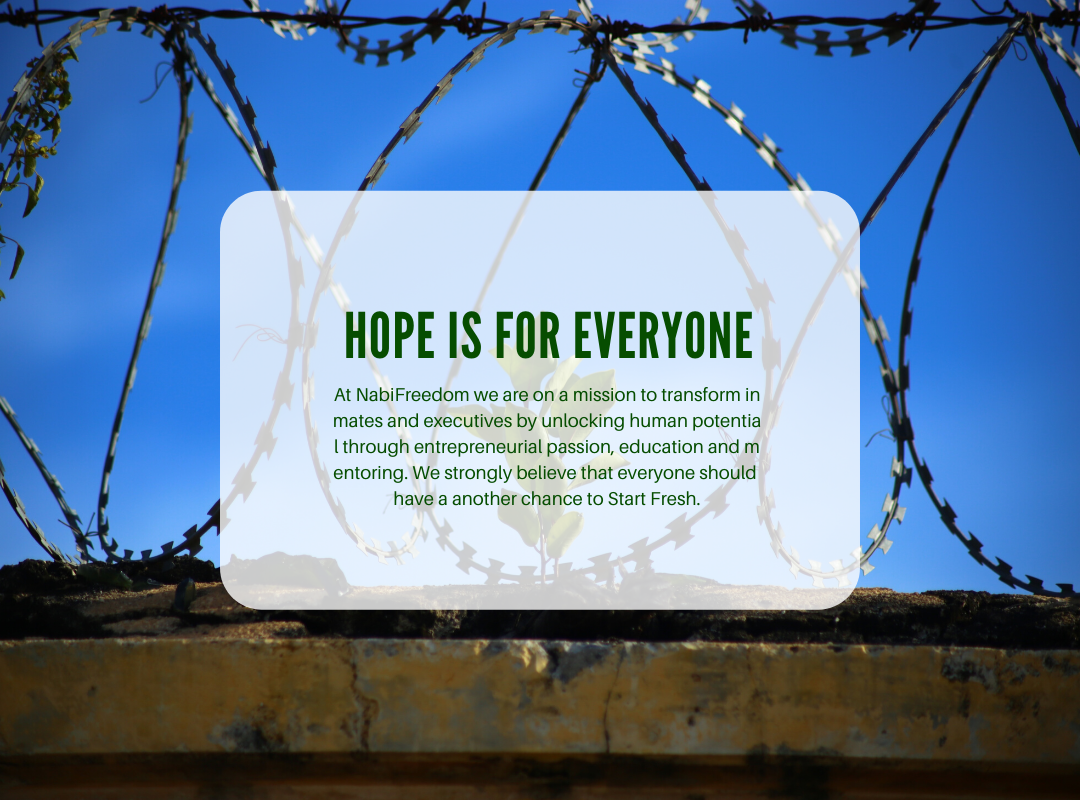 HOPE IS FOR EVERYONE
At NabiFreedom we are on a mission to transform in
mates and executives by unlocking human potentia
l through entrepreneurial passion, education and m
entoring. We strongly believe that everyone should
have a another chance to Start Fresh.